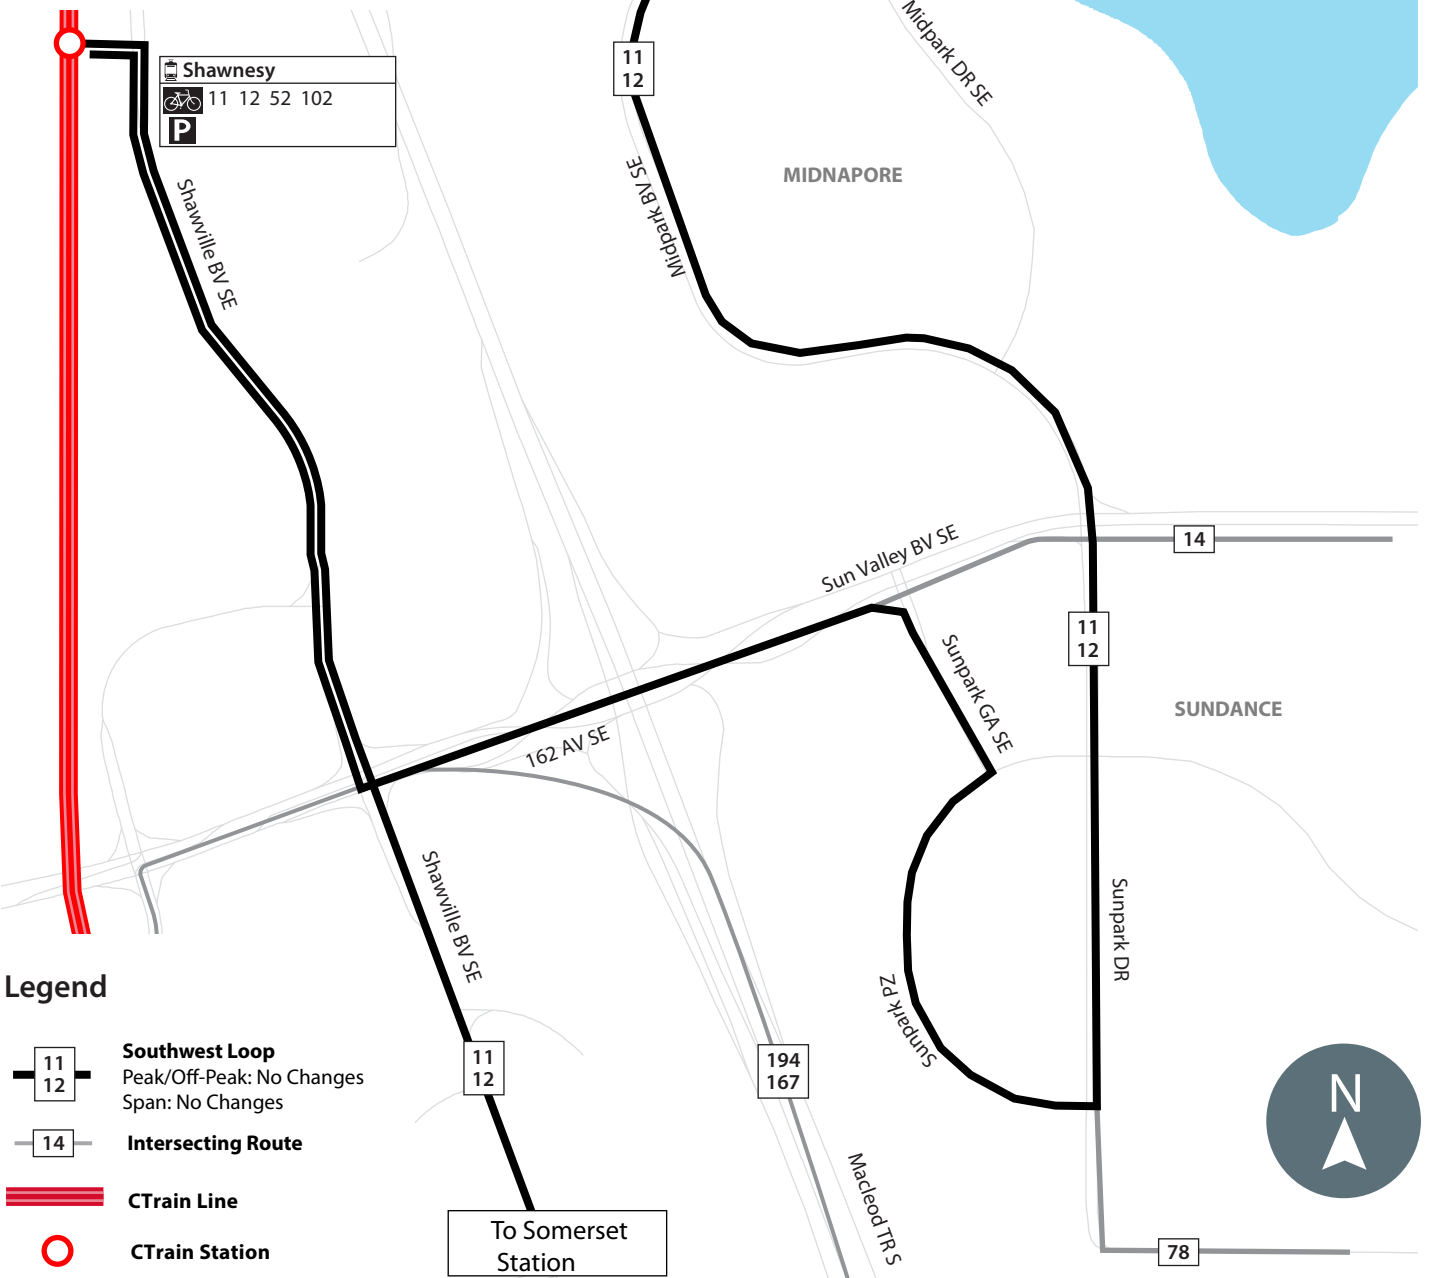 Midpark DR SE
11
12
Shawnesy
11 12 52 102
P
MIDNAPORE
Midpark BV SE
Shawville BV SE
Sun Valley BV SE
14
11
12
Sunpark GA SE
SUNDANCE
162 AV SE
Shawville BV SE
Sunpark DR
Sunpark PZ
Legend
11
12
Southwest Loop
Peak/Off-Peak: No Changes
Span: No Changes
14
Intersecting Route
CTrain Line
CTrain Station
11
12
194
167
N
Macleod TR S
To Somerset
Station
78